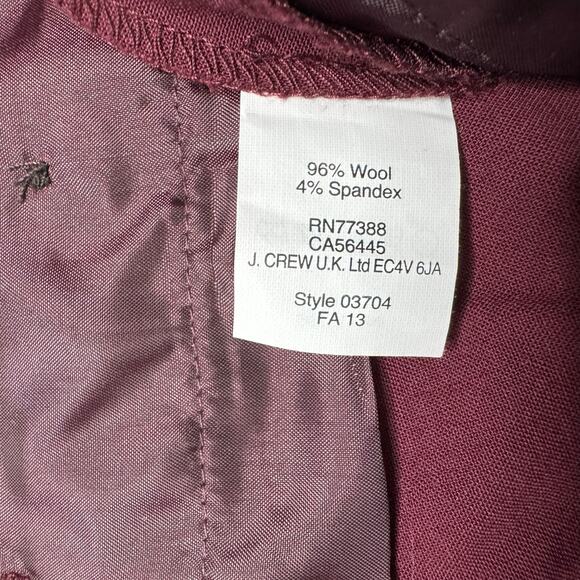 96% Wool
4% Spandex
RN77388
CA56445
J. CREW U.K. Ltd EC4V 6JA
Style 03704
FA 13